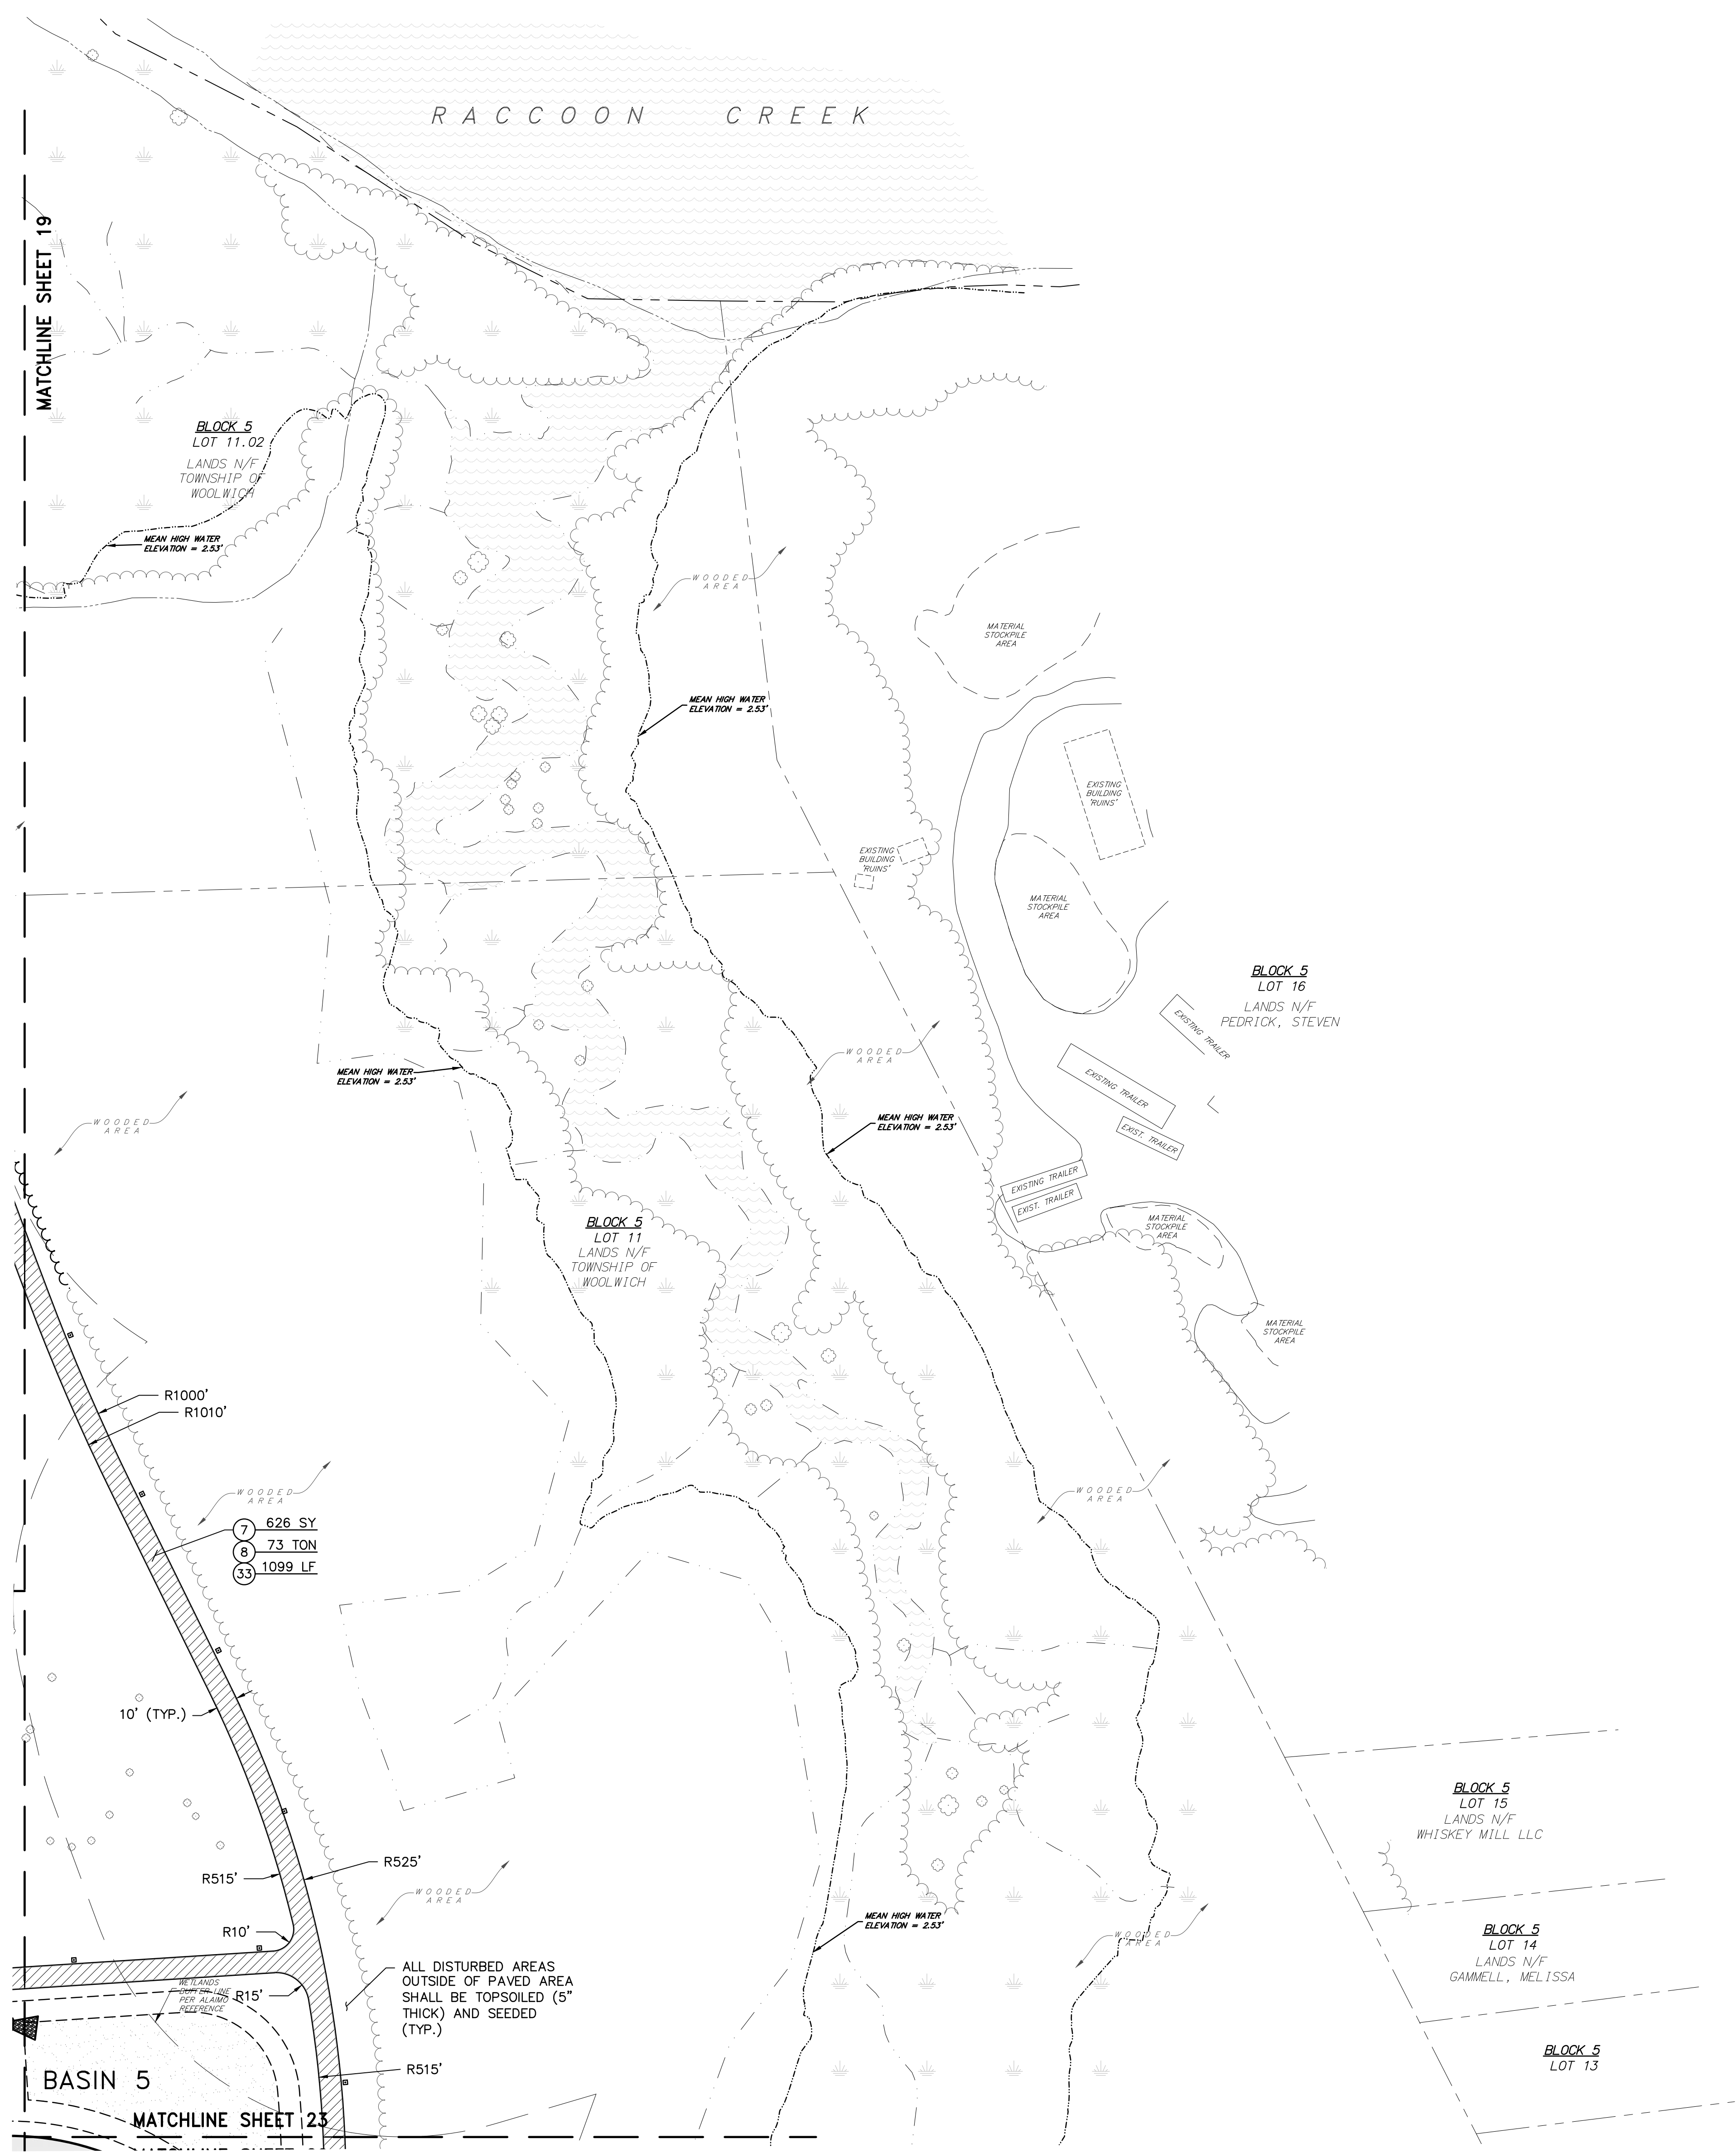 RACCOON CREEK
MATCHLINE SHEET 19
BLOCK 5
LOT 11.02
LANDS N/F
TOWNSHIP OF
WOOLWICH
MEAN HIGH WATER
ELEVATION = 2.53'
WOODED
AREA
MATERIAL
STOCKPILE
AREA
MEAN HIGH WATER
ELEVATION = 2.53'
EXISTING
BUILDING
'RUINS'
EXISTING
BUILDING
'RUINS'
MATERIAL
STOCKPILE
AREA
BLOCK 5
LOT 16
LANDS N/F
PEDRICK, STEVEN
EXISTING TRAILER
WOODED
AREA
MEAN HIGH WATER
ELEVATION = 2.53'
EXISTING TRAILER
WOODED
AREA
MEAN HIGH WATER
ELEVATION = 2.53'
EXIST. TRAILER
EXISTING TRAILER
EXIST. TRAILER
BLOCK 5
LOT 11
LANDS N/F
TOWNSHIP OF
WOOLWICH
MATERIAL
STOCKPILE
AREA
MATERIAL
STOCKPILE
AREA
R1000'
R1010'
WOODED
AREA
WOODED
AREA
7 626 SY
8 73 TON
33 1099 LF
10' (TYP.)
BLOCK 5
LOT 15
LANDS N/F
WHISKEY MILL LLC
R525'
R515'
WOODED
AREA
R10'
MEAN HIGH WATER
ELEVATION = 2.53'
WOODED
AREA
BLOCK 5
LOT 14
LANDS N/F
GAMMELL, MELISSA
ALL DISTURBED AREAS
OUTSIDE OF PAVED AREA
SHALL BE TOPSOILED (5"
THICK) AND SEEDED
(TYP.)
WETLANDS
BUFFER LINE
PER ALAIMO
REFERENCE
R15'
BLOCK 5
LOT 13
R515'
BASIN 5
MATCHLINE SHEET 23